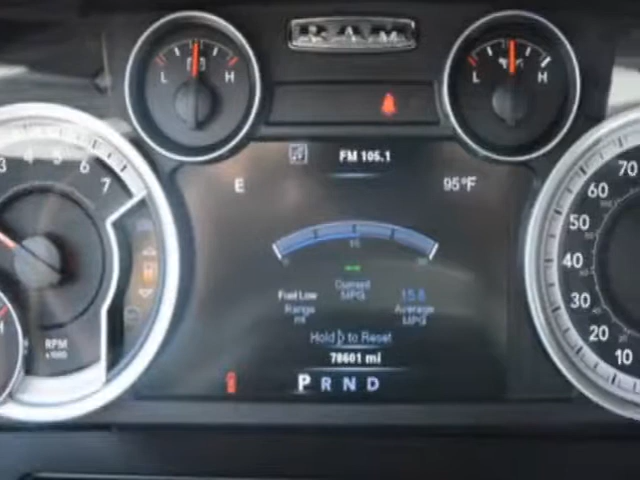 RAM
L H
L H
FM 105.1
E 95°F
3 4 5 6 7
70
60
50
40
30
20
10
Current
MPG
Fuel Low 15.8
Range
mi
Average
MPG
Hold to Reset
78601 mi
P R N D
RPM
x1000